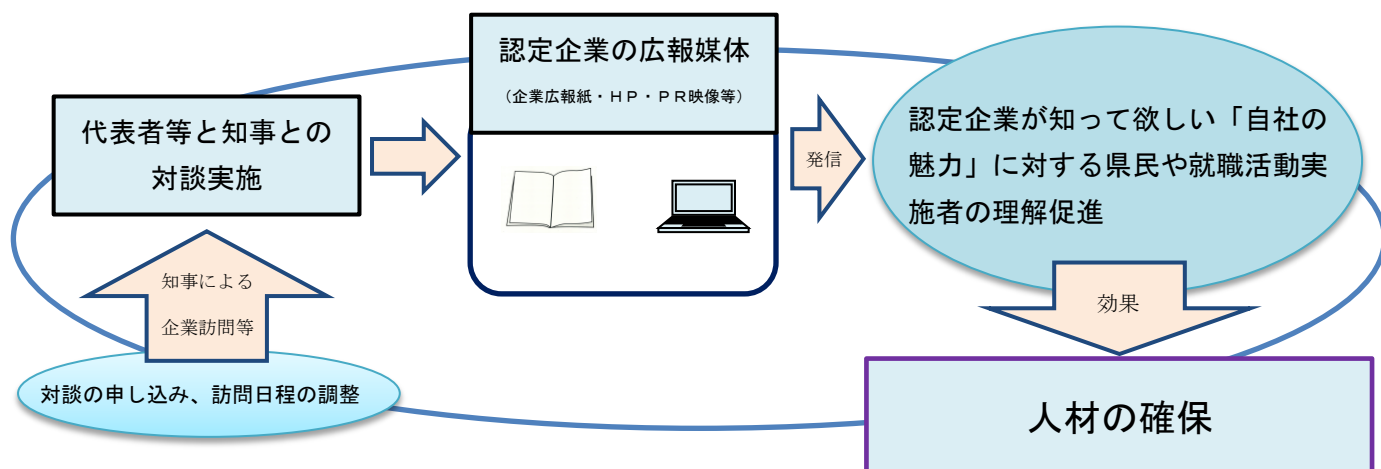 認定企業の広報媒体
（企業広報紙・ＨＰ・ＰＲ映像等）
代表者等と知事との
対談実施
発信
認定企業が知って欲しい「自社の
魅力」に対する県民や就職活動実
施者の理解促進
知事による
企業訪問等
効果
対談の申し込み、訪問日程の調整
人材の確保